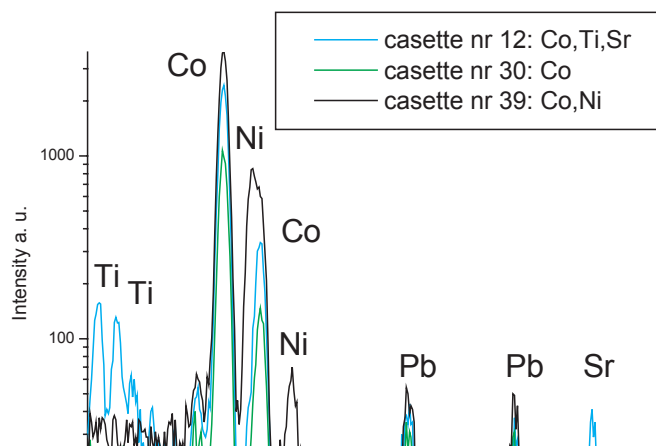 casette nr 12: Co,Ti,Sr
casette nr 30: Co
casette nr 39: Co,Ni
Co
Ni
1000
Co
Intensity a. u.
Ti
Ti
100
Ni
Pb
Pb
Sr